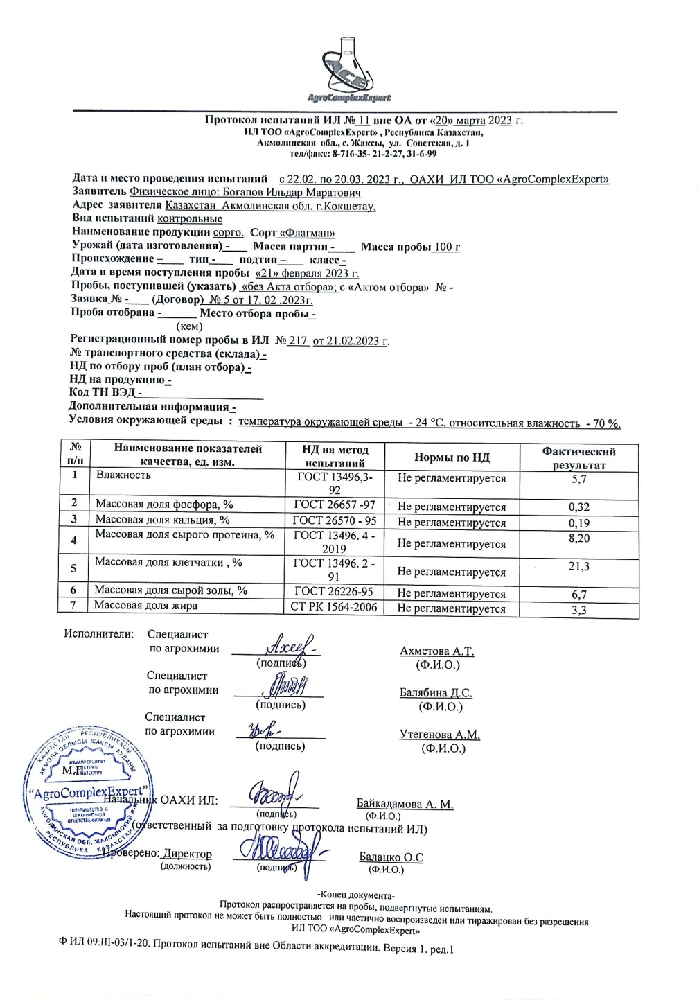 ACE
AgroComplexExpert
Протокол испытаний ИЛ № 11 вне ОА от «20» марта 2023 г.
ИЛ ТОО «AgroComplexExpert» , Республика Казахстан,
Акмолинская обл., с. Жаксы, ул. Советская, д. 1
тел/факс: 8-716-35- 21-2-27, 31-6-99
Дата и место проведения испытаний с 22.02. по 20.03. 2023 г., ОАХИ ИЛ ТОО «AgroComplexExpert»
Заявитель Физическое лицо: Богапов Ильдар Маратович
Адрес заявителя Казахстан Акмолинская обл. г.Кокшетау,
Вид испытаний контрольные
Наименование продукции сорго. Сорт «Флагман»
Урожай (дата изготовления) -___ Масса партии -____ Масса пробы 100 г
Происхождение –____ тип -____ подтип –___ класс -
Дата и время поступления пробы «21» февраля 2023 г.
Пробы, поступившей (указать) «без Акта отбора»; с «Актом отбора» № -
Заявка № -____ (Договор) № 5 от 17. 02 .2023г.
Проба отобрана -_______ Место отбора пробы -
(кем)
Регистрационный номер пробы в ИЛ № 217 от 21.02.2023 г.
№ транспортного средства (склада) -
НД по отбору проб (план отбора) -
НД на продукцию -
Код ТН ВЭД -______________________
Дополнительная информация -
Условия окружающей среды : температура окружающей среды - 24 °С, относительная влажность - 70 %.
№ п/п Наименование показателей качества, ед. изм. НД на метод испытаний Нормы по НД Фактический результат
1 Влажность ГОСТ 13496,3-92 Не регламентируется 5,7
2 Массовая доля фосфора, % ГОСТ 26657 -97 Не регламентируется 0,32
3 Массовая доля кальция, % ГОСТ 26570 - 95 Не регламентируется 0,19
4 Массовая доля сырого протеина, % ГОСТ 13496. 4 - 2019 Не регламентируется 8,20
5 Массовая доля клетчатки , % ГОСТ 13496. 2 - 91 Не регламентируется 21,3
6 Массовая доля сырой золы, % ГОСТ 26226-95 Не регламентируется 6,7
7 Массовая доля жира СТ РК 1564-2006 Не регламентируется 3,3
Исполнители: Специалист
по агрохимии Ахметова А.Т.
(подпись) (Ф.И.О.)
Специалист
по агрохимии Балябина Д.С.
(подпись) (Ф.И.О.)
Специалист
по агрохимии Утегенова А.М.
(подпись) (Ф.И.О.)
КАЗАХСТАН РЕСПУБЛИКАСЫ
АКМОЛА ОБЛЫСЫ ЖАКСЫ АУДАНЫ
М.П.
"AgroComplexExpert"
ТОВАРИЩЕСТВО С
ОГРАНИЧЕННОЙ
ОТВЕТСТВЕННОСТЬЮ
АКМОЛИНСКАЯ ОБЛ. ЖАКСЫНСКИЙ Р-Н
РЕСПУБЛИКА КАЗАХСТАН
Начальник ОАХИ ИЛ: Байкадамова А. М.
(подпись) (Ф.И.О.)
(ответственный за подготовку протокола испытаний ИЛ)
Проверено: Директор Балацко О.С
(должность) (подпись) (Ф.И.О.)
-Конец документа-
Протокол распространяется на пробы, подвергнутые испытаниям.
Настоящий протокол не может быть полностью или частично воспроизведен или тиражирован без разрешения
ИЛ ТОО «AgroComplexExpert»
Ф ИЛ 09.III-03/1-20. Протокол испытаний вне Области аккредитации. Версия 1. ред.1